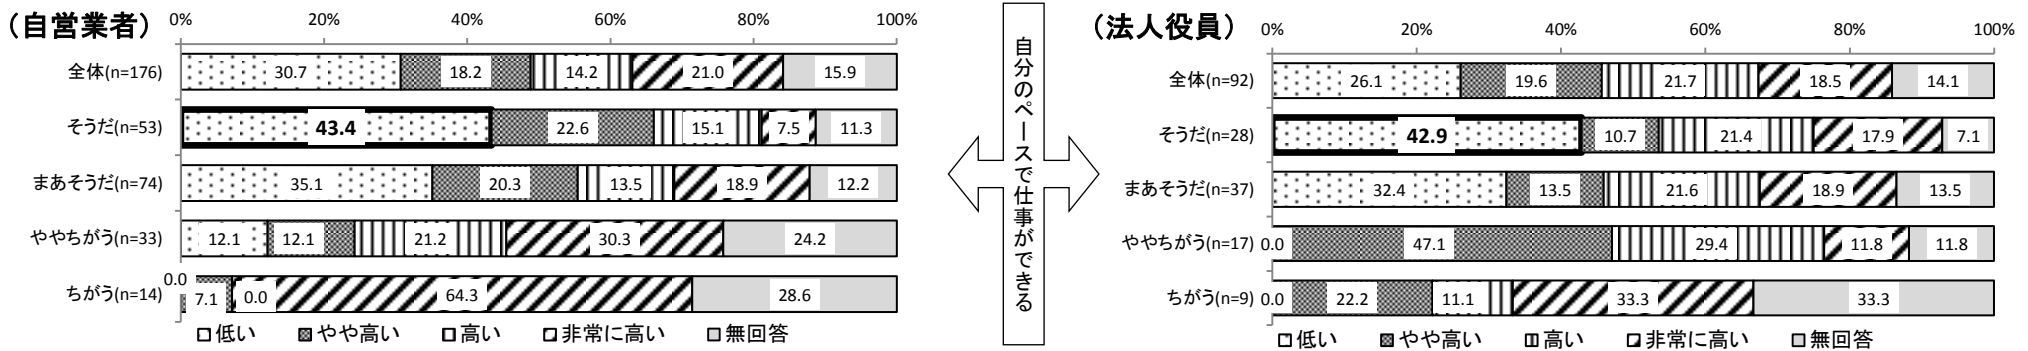 (自営業者)
0% 20% 40% 60% 80% 100%
全体(n=176) 30.7 18.2 14.2 21.0 15.9
そうだ(n=53) 43.4 22.6 15.1 7.5 11.3
まあそうだ(n=74) 35.1 20.3 13.5 18.9 12.2
ややちがう(n=33) 12.1 12.1 21.2 30.3 24.2
ちがう(n=14) 0.0 7.1 0.0 64.3 28.6
低い やや高い 高い 非常に高い 無回答
自分のペースで仕事ができる
(法人役員)
0% 20% 40% 60% 80% 100%
全体(n=92) 26.1 19.6 21.7 18.5 14.1
そうだ(n=28) 42.9 10.7 21.4 17.9 7.1
まあそうだ(n=37) 32.4 13.5 21.6 18.9 13.5
ややちがう(n=17) 0.0 47.1 29.4 11.8 11.8
ちがう(n=9) 0.0 22.2 11.1 33.3 33.3
低い やや高い 高い 非常に高い 無回答